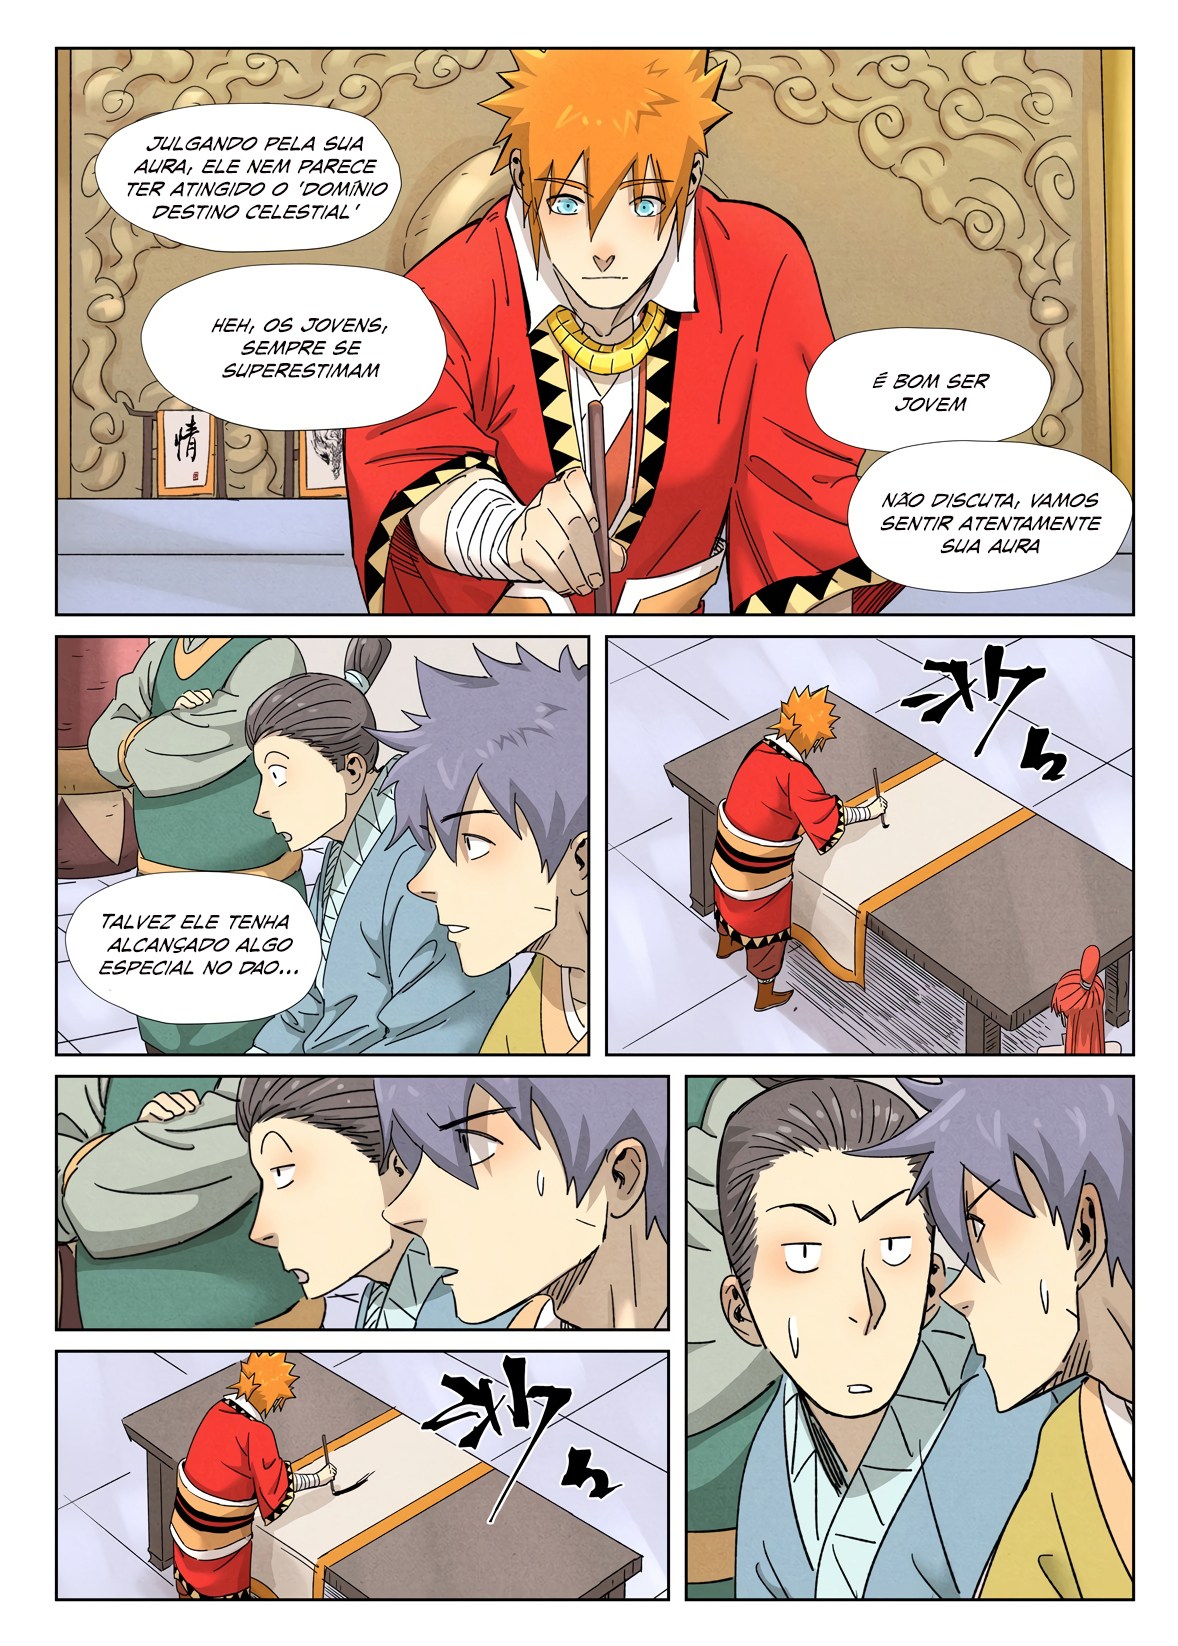 JULGANDO PELA SUA
AURA, ELE NEM PARECE
TER ATINGIDO O 'DOMÍNIO
DESTINO CELESTIAL'
HEH, OS JOVENS,
SEMPRE SE
SUPERESTIMAM
É BOM SER
JOVEM
NÃO DISCUTA, VAMOS
SENTIR ATENTAMENTE
SUA AURA
情
TALVEZ ELE TENHA
ALCANÇADO ALGO
ESPECIAL NO DAO...